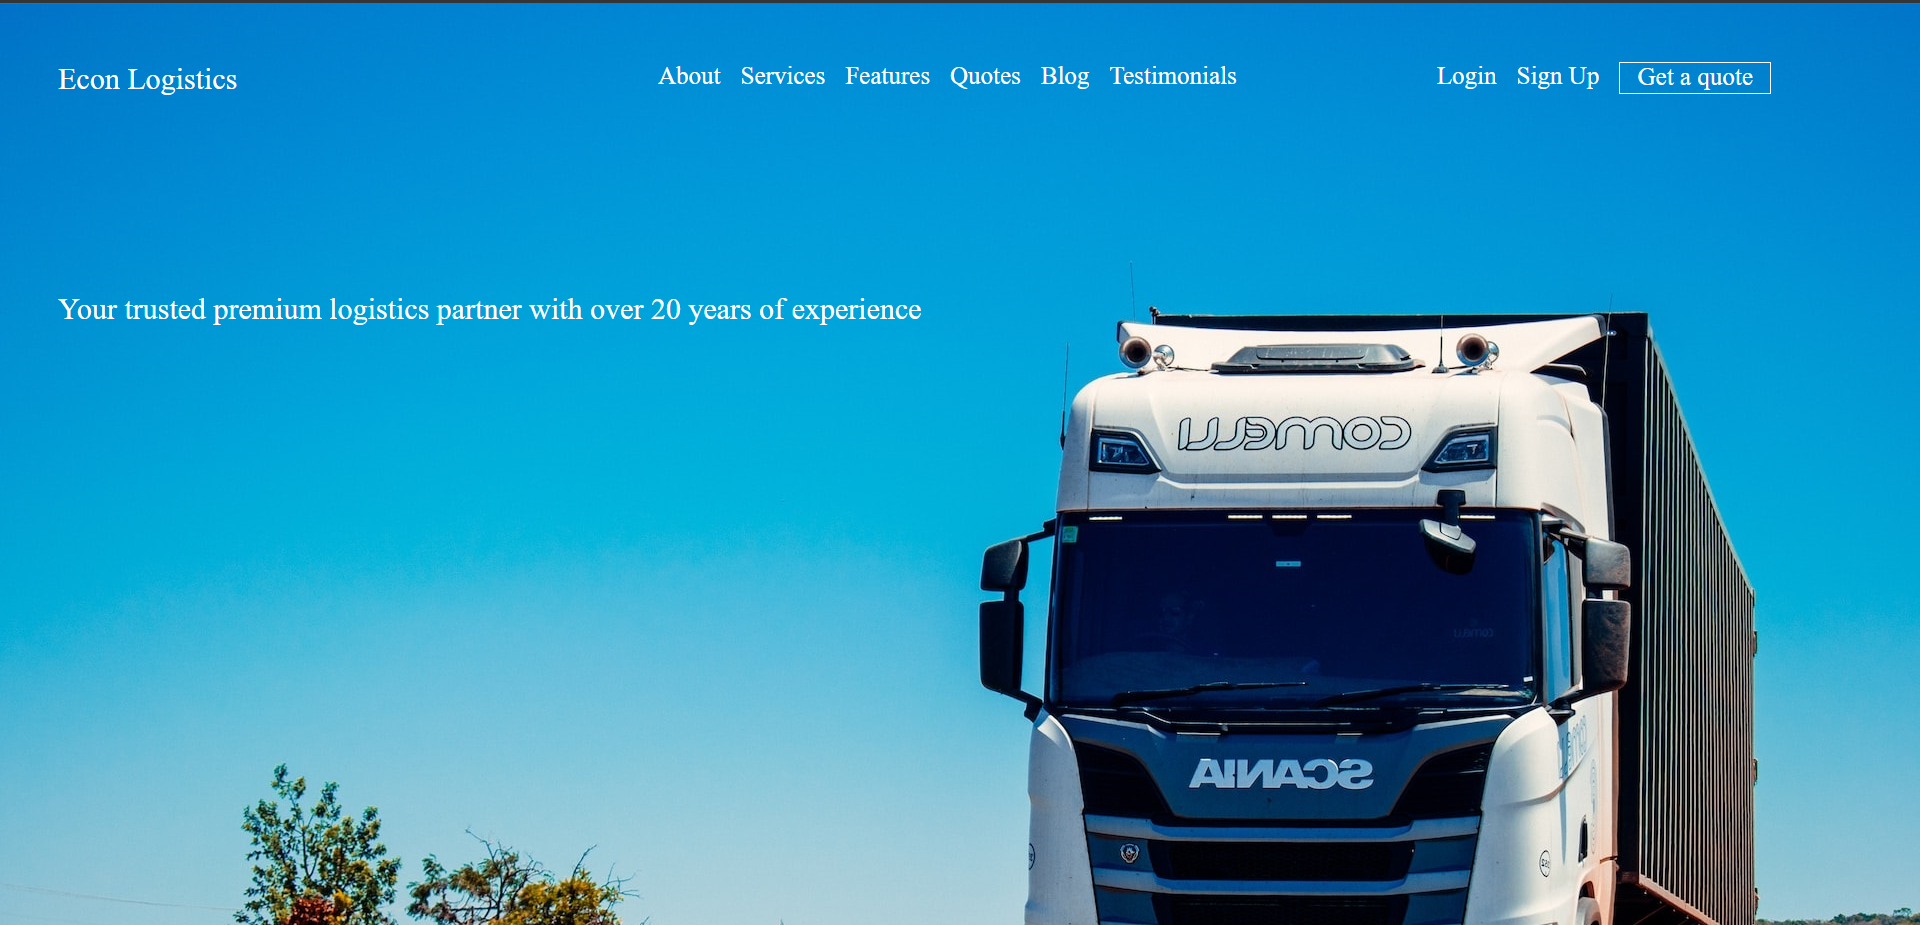 Econ Logistics
About Services Features Quotes Blog Testimonials
Login Sign Up Get a quote
Your trusted premium logistics partner with over 20 years of experience
COMELLI
SCANIA